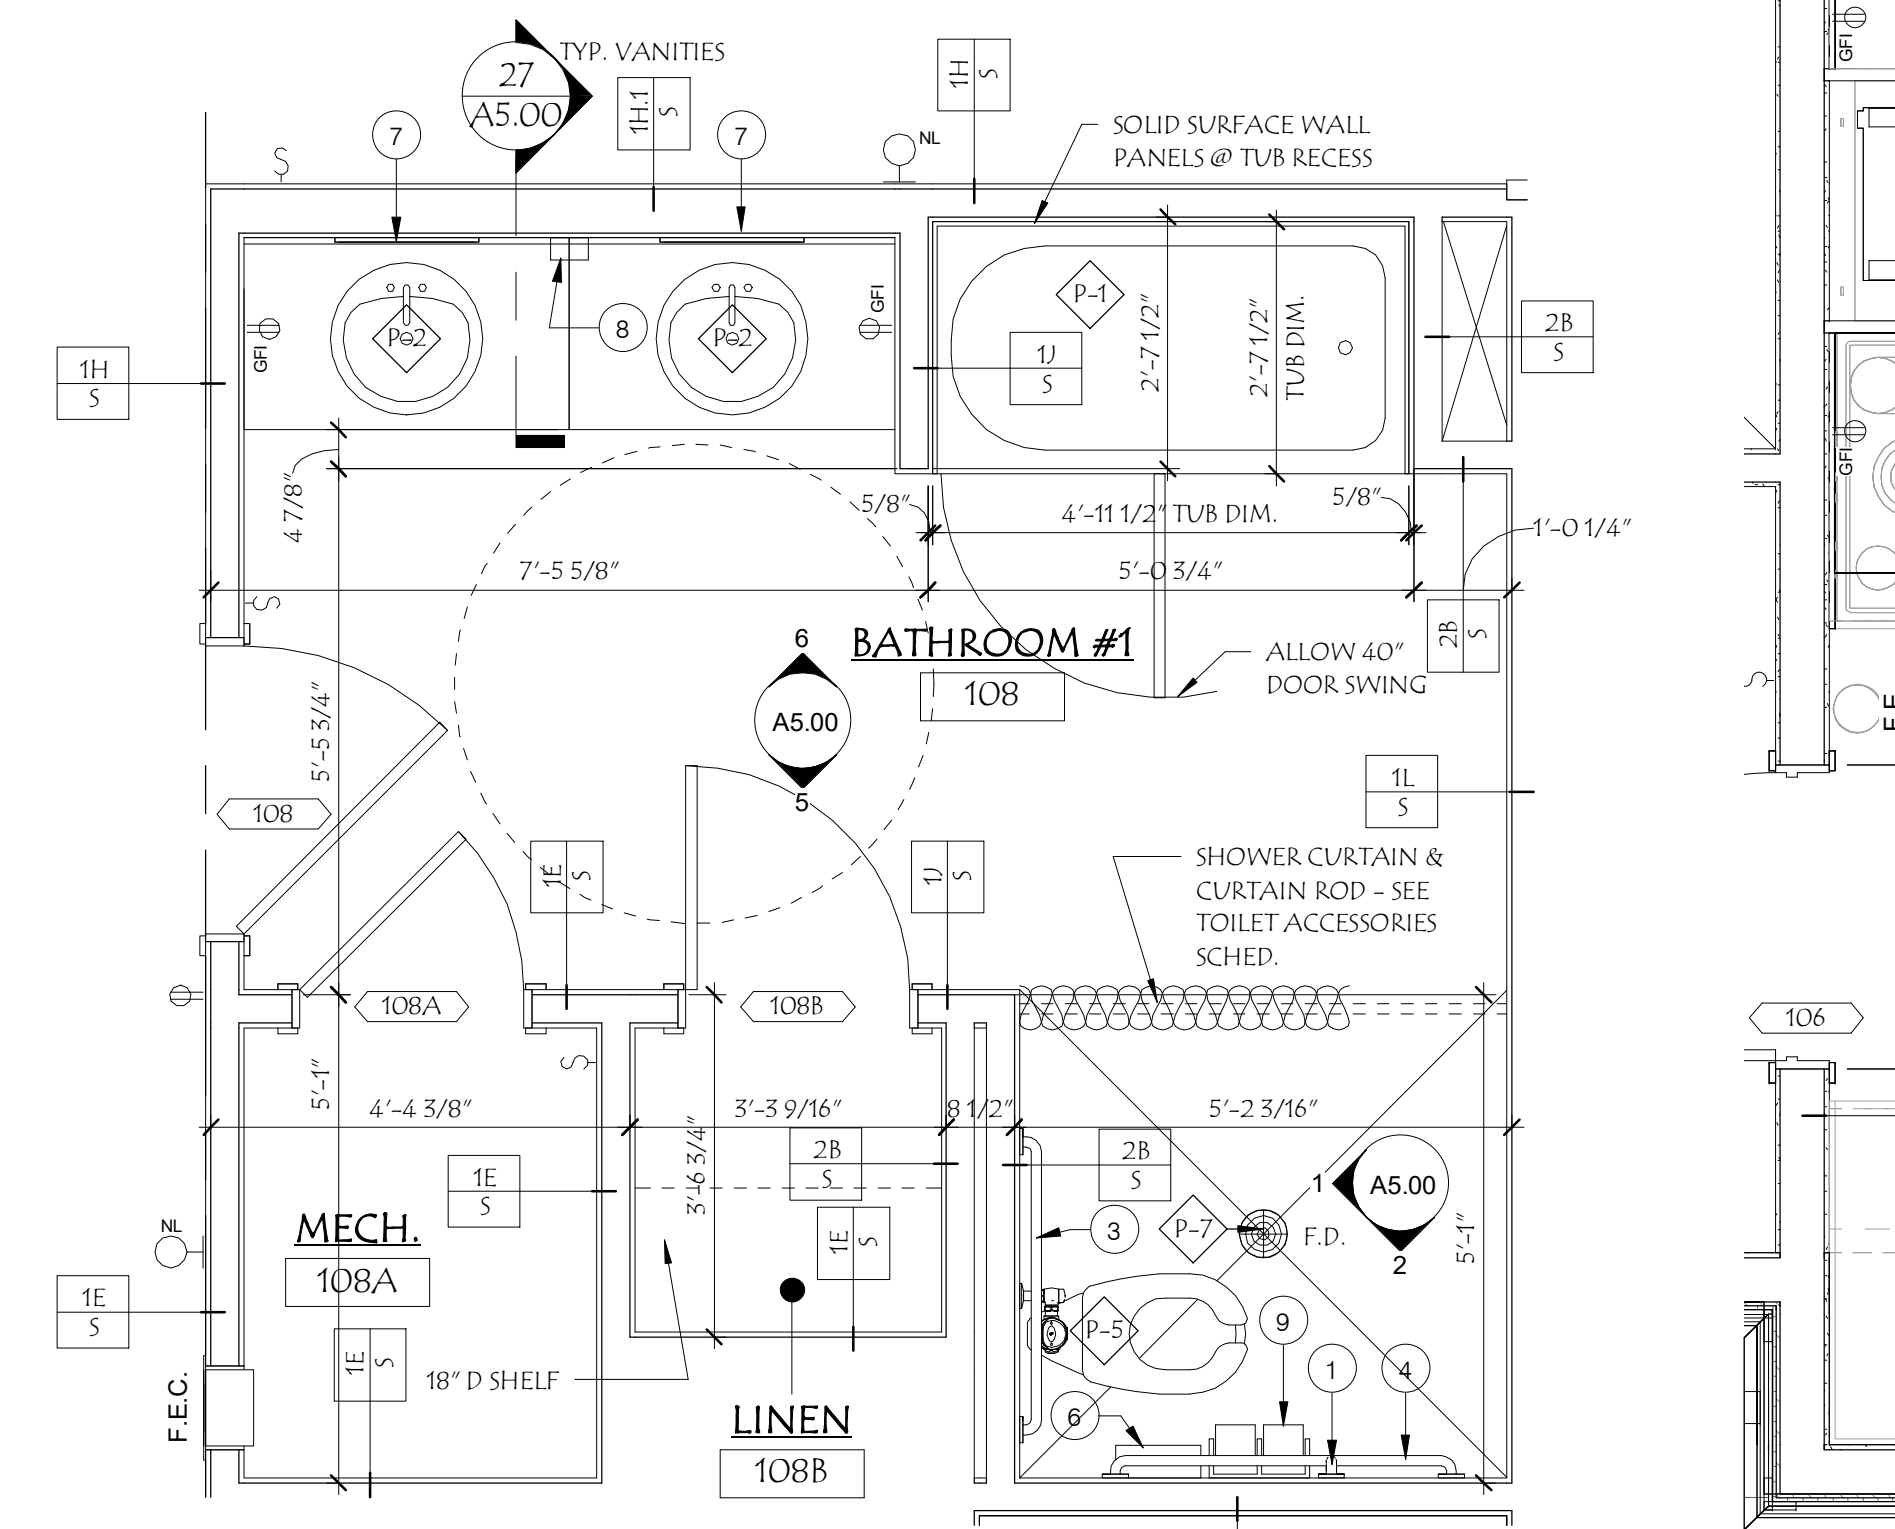 27
A5.00
TYP. VANITIES
1H.1
S
1H
S
7
7
NL
S
SOLID SURFACE WALL
PANELS @ TUB RECESS
GFI
P-2
8
P-2
GFI
P-1
1J
S
2'-7 1/2"
2'-7 1/2"
TUB DIM.
2B
S
1H
S
4 7/8"
5/8"
4'-11 1/2" TUB DIM.
5/8"
1'-0 1/4"
7'-5 5/8"
5'-0 3/4"
S
2B
S
6
A5.00
5
BATHROOM #1
108
ALLOW 40"
DOOR SWING
5'-5 3/4"
108
1L
S
1E
S
1J
S
SHOWER CURTAIN &
CURTAIN ROD - SEE
TOILET ACCESSORIES
SCHED.
108A
108B
S
5'-1"
4'-4 3/8"
3'-3 9/16"
8 1/2"
5'-2 3/16"
3'-6 3/4"
2B
S
2B
S
1E
S
1
A5.00
2
P-7
F.D.
5'-1"
3
MECH.
108A
NL
1E
S
1E
S
P-5
9
1
4
6
1E
S
18" D SHELF
F.E.C.
LINEN
108B
GFI
GFI
S
106